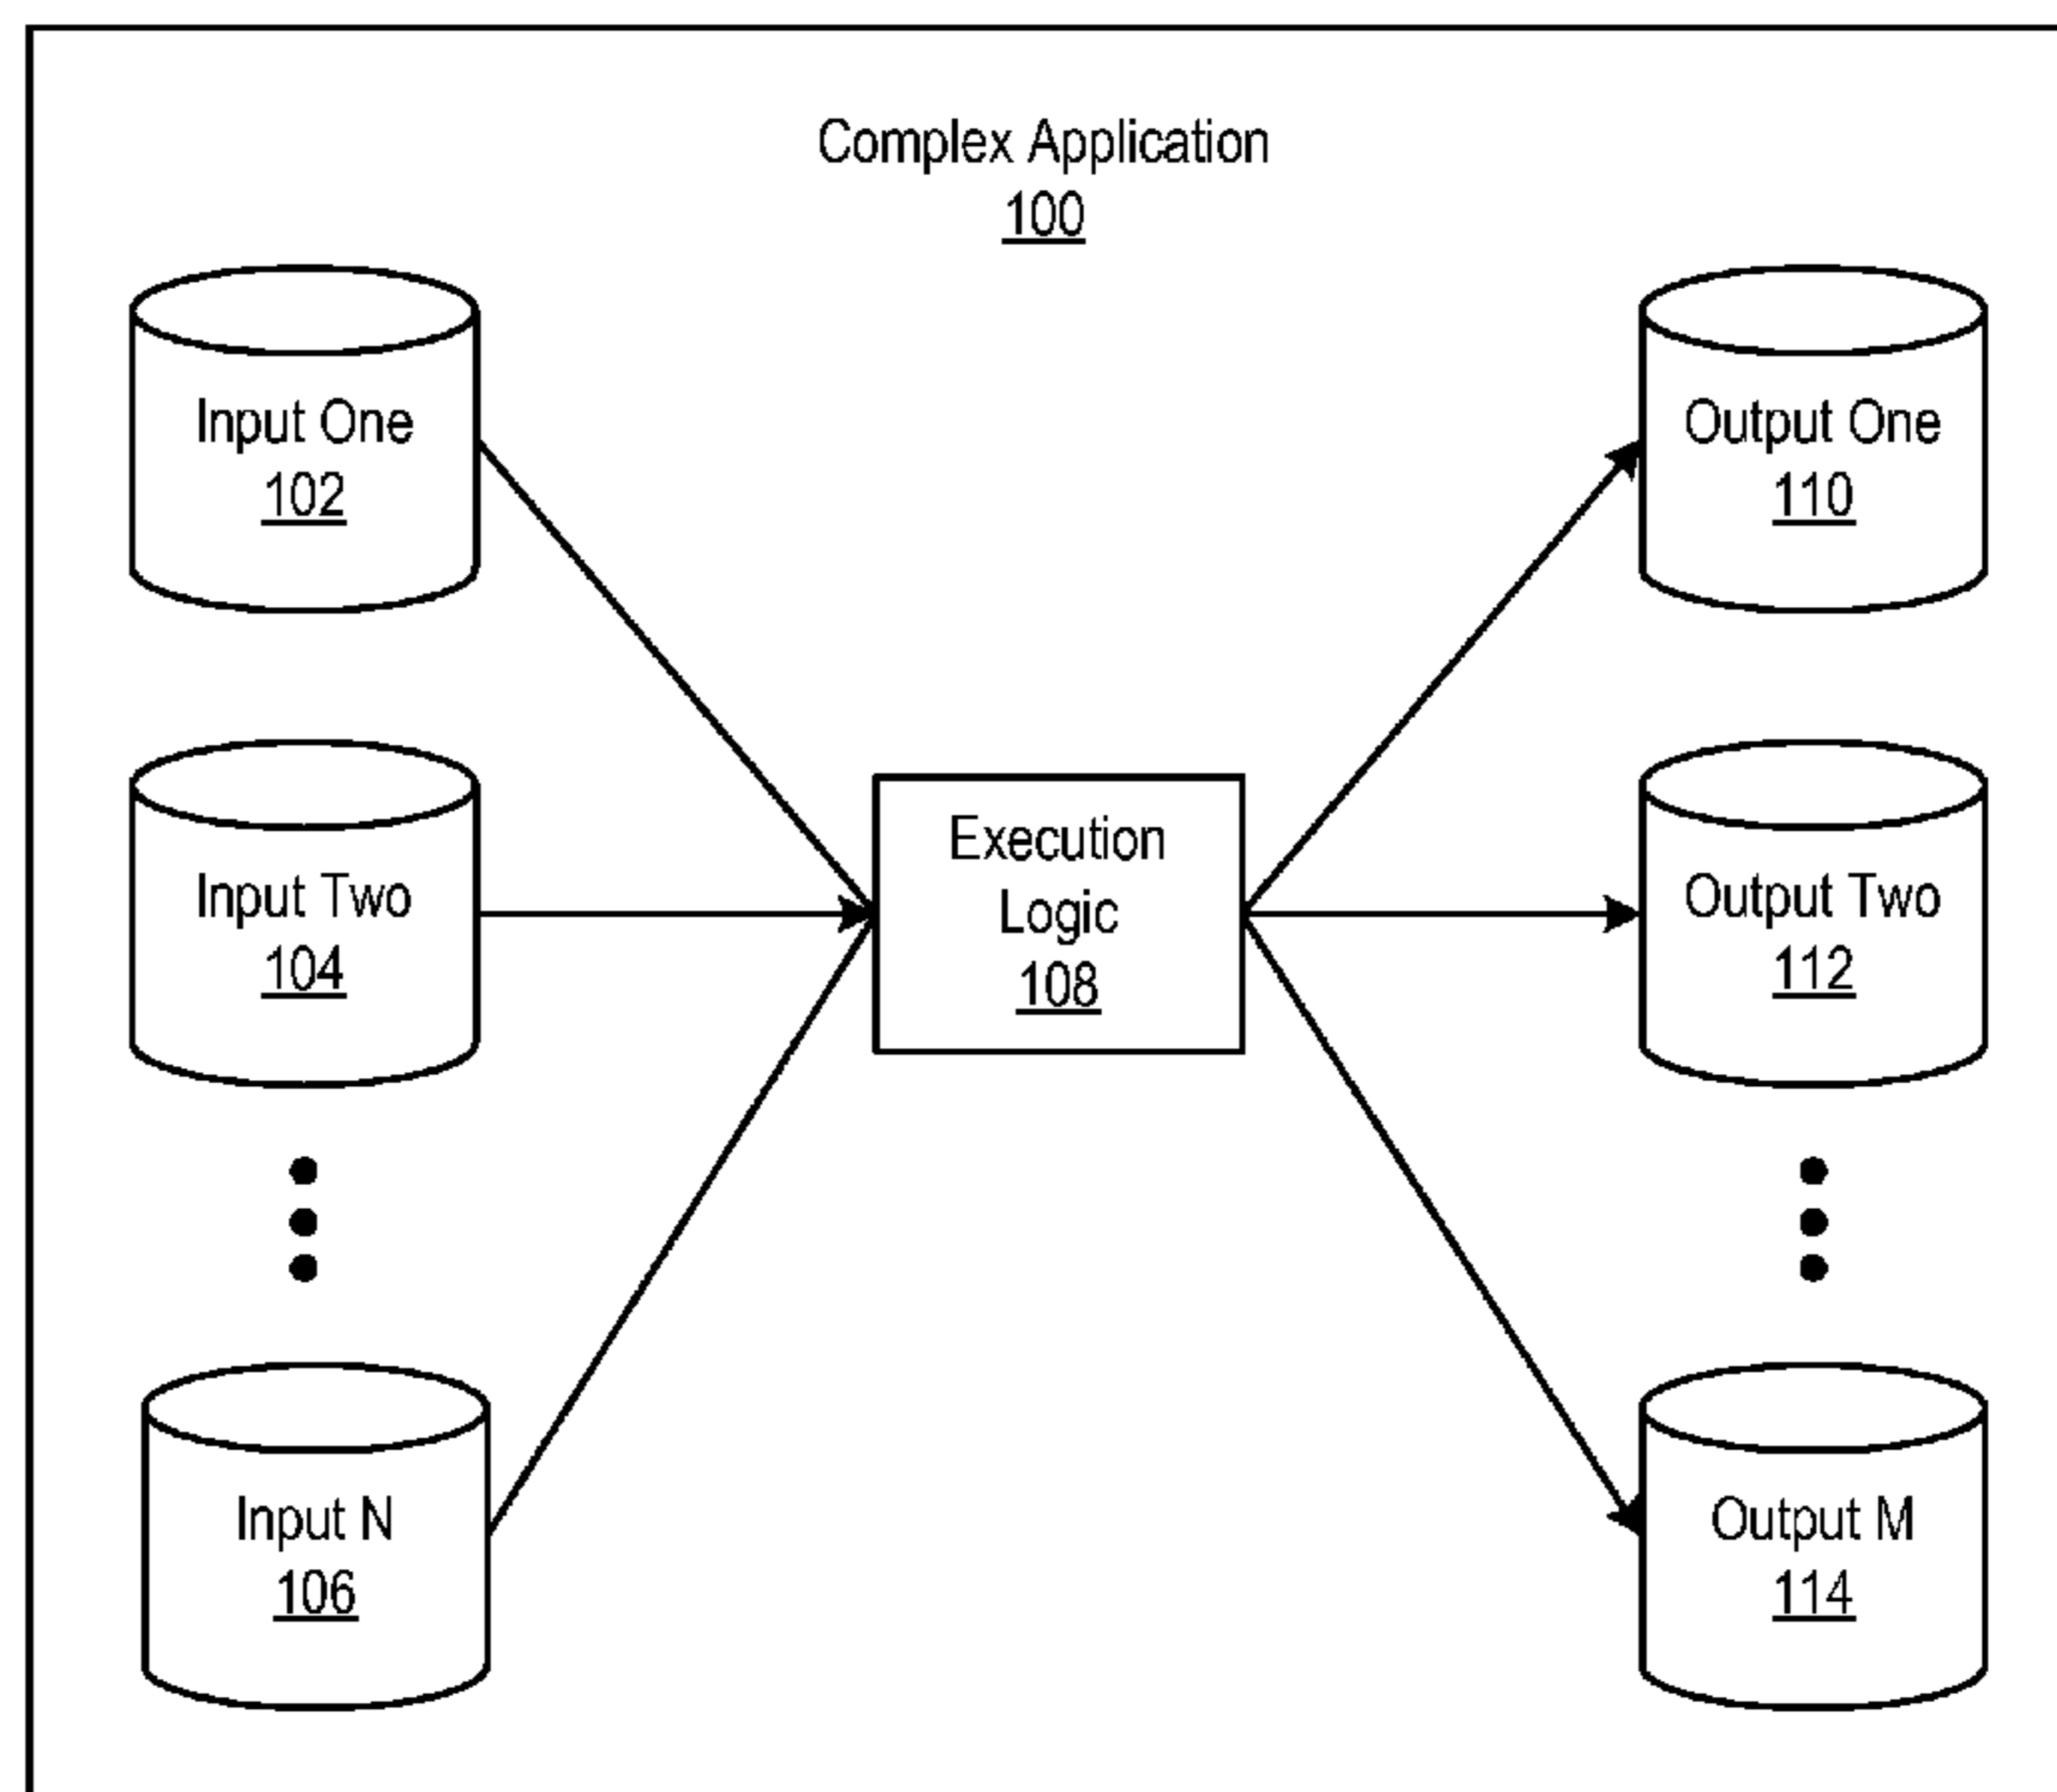 Complex Application
100
Input One
102
Output One
110
Input Two
104
Execution
Logic
108
Output Two
112
Input N
106
Output M
114